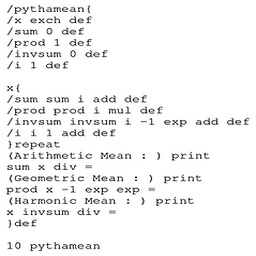 /pythamean{
/x exch def
/sum 0 def
/prod 1 def
/invsum 0 def
/i 1 def
x{
/sum sum i add def
/prod prod i mul def
/invsum invsum i -1 exp add def
/i i 1 add def
}repeat
(Arithmetic Mean : ) print
sum x div =
(Geometric Mean : ) print
prod x -1 exp exp =
(Harmonic Mean : ) print
x invsum div =
}def
10 pythamean